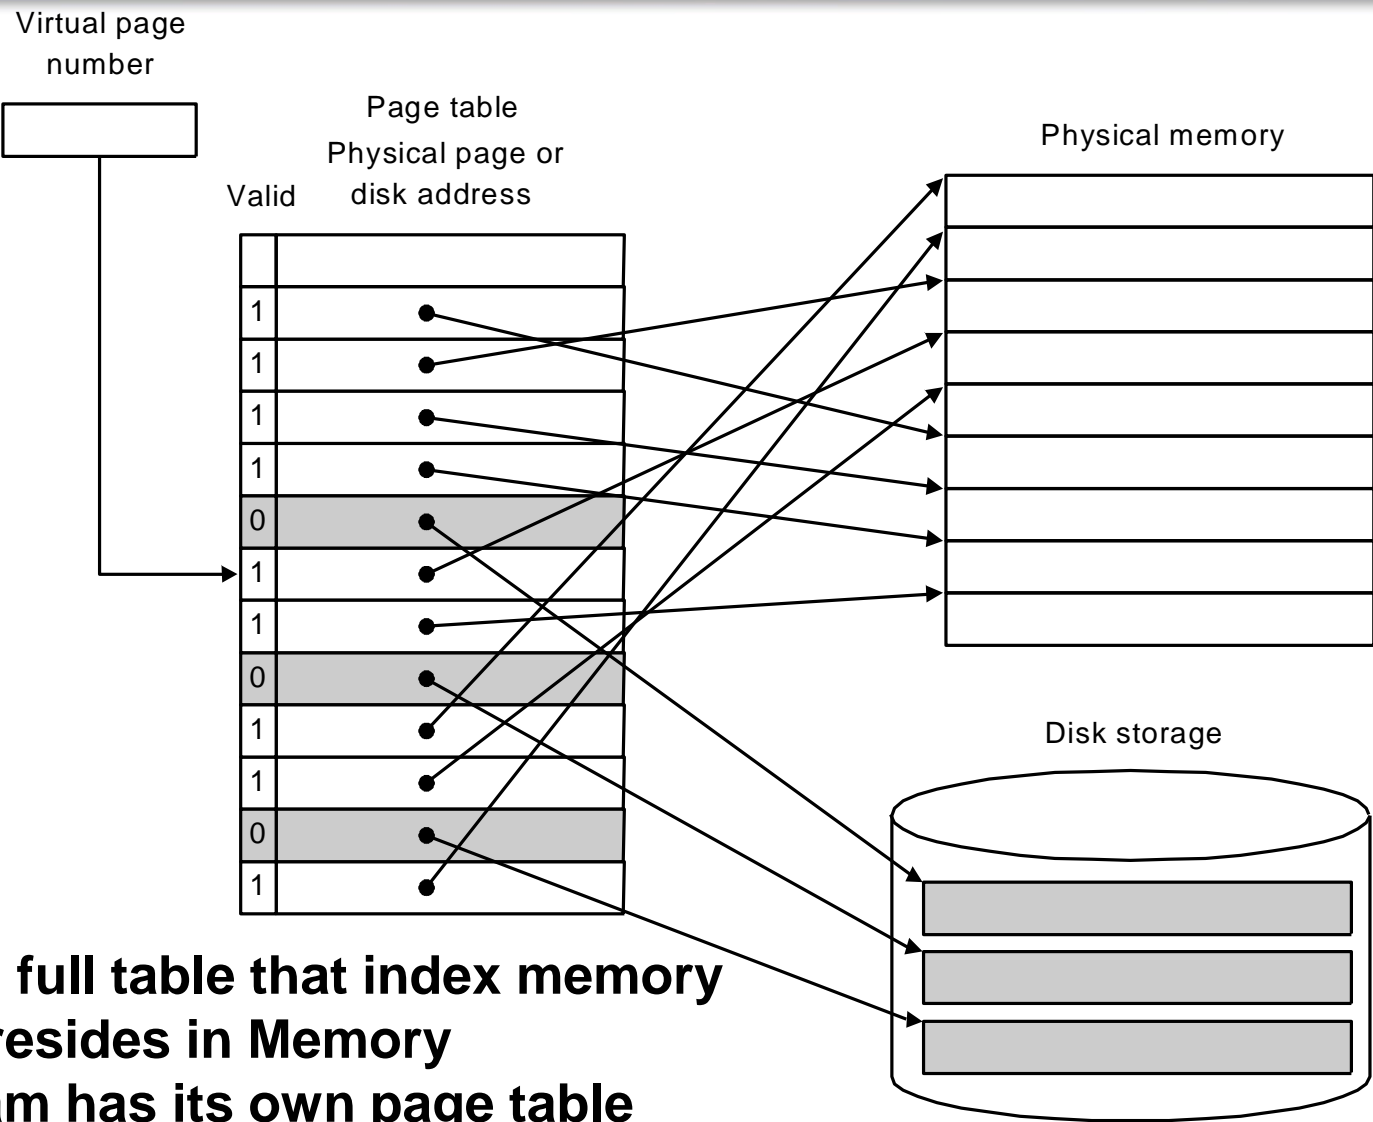 Virtual page
number
Page table
Physical page or
Valid disk address
Physical memory
1
1
1
1
0
1
1
0
1
1
0
1
Disk storage
full table that index memory
resides in Memory
am has its own page table